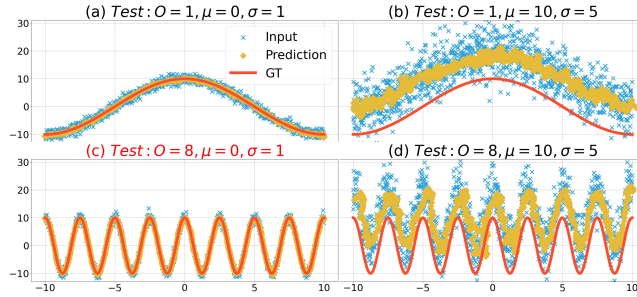 (a) Test : O = 1, μ = 0, σ = 1
(b) Test : O = 1, μ = 10, σ = 5
Input
Prediction
GT
30
20
10
0
−10
(c) Test : O = 8, μ = 0, σ = 1
(d) Test : O = 8, μ = 10, σ = 5
30
20
10
0
−10
−10
−5
0
5
10
−10
−5
0
5
10